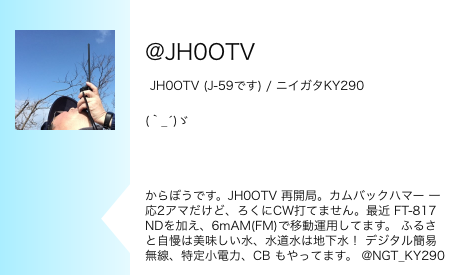 @JH0OTV
JH0OTV (J-59です) / ニイガタKY290
(｀_´)ゞ
からぼうです。JH0OTV 再開局。カムバックハマー 一
応2アマだけど、ろくにCW打てません。最近 FT-817
NDを加え、6mAM(FM)で移動運用してます。 ふるさ
と自慢は美味しい水、水道水は地下水！ デジタル簡易
無線、特定小電力、CB もやってます。 @NGT_KY290